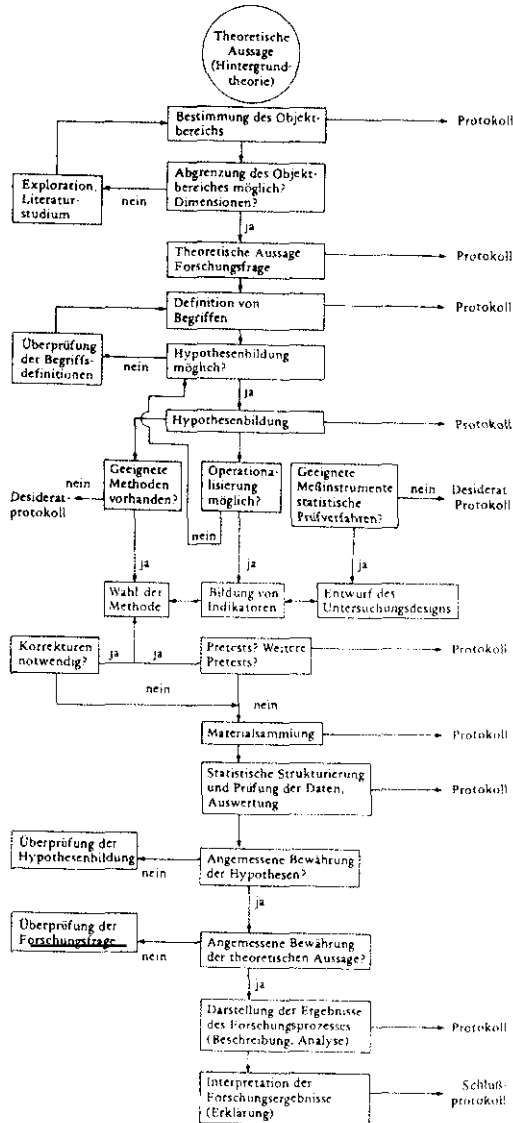 Theoretische
Aussage
(Hintergrund-
theorie)
Bestimmung des Objekt-
bereichs
Protokoll
Abgrenzung des Objekt-
bereiches möglich?
Dimensionen?
nein
Exploration,
Literatur-
studium
ja
Theoretische Aussage
Forschungsfrage
Protokoll
Definition von
Begriffen
Protokoll
Überprüfung
der Begriffs-
definitionen
nein
Hypothesenbildung
möglich?
ja
Hypothesenbildung
Protokoll
Geeignete
Methoden
vorhanden?
nein
Desiderat-
protokoll
Operationa-
lisierung
möglich?
nein
Geeignete
Meßinstrumente
statistische
Prüfverfahren?
nein
Desiderat
Protokoll
ja
ja
ja
Wahl der
Methode
Bildung von
Indikatoren
Entwurf des
Untersuchungsdesigns
Korrekturen
notwendig?
ja
ja
Pretests? Weitere
Pretests?
Protokoll
nein
nein
Materialsammlung
Protokoll
Statistische Strukturierung
und Prüfung der Daten,
Auswertung
Protokoll
Überprüfung der
Hypothesenbildung
nein
Angemessene Bewährung
der Hypothesen?
ja
Überprüfung der
Forschungsfrage
nein
Angemessene Bewährung
der theoretischen Aussage?
ja
Darstellung der Ergebnisse
des Forschungsprozesses
(Beschreibung, Analyse)
Protokoll
Interpretation der
Forschungsergebnisse
(Erklärung)
Schluß-
protokoll